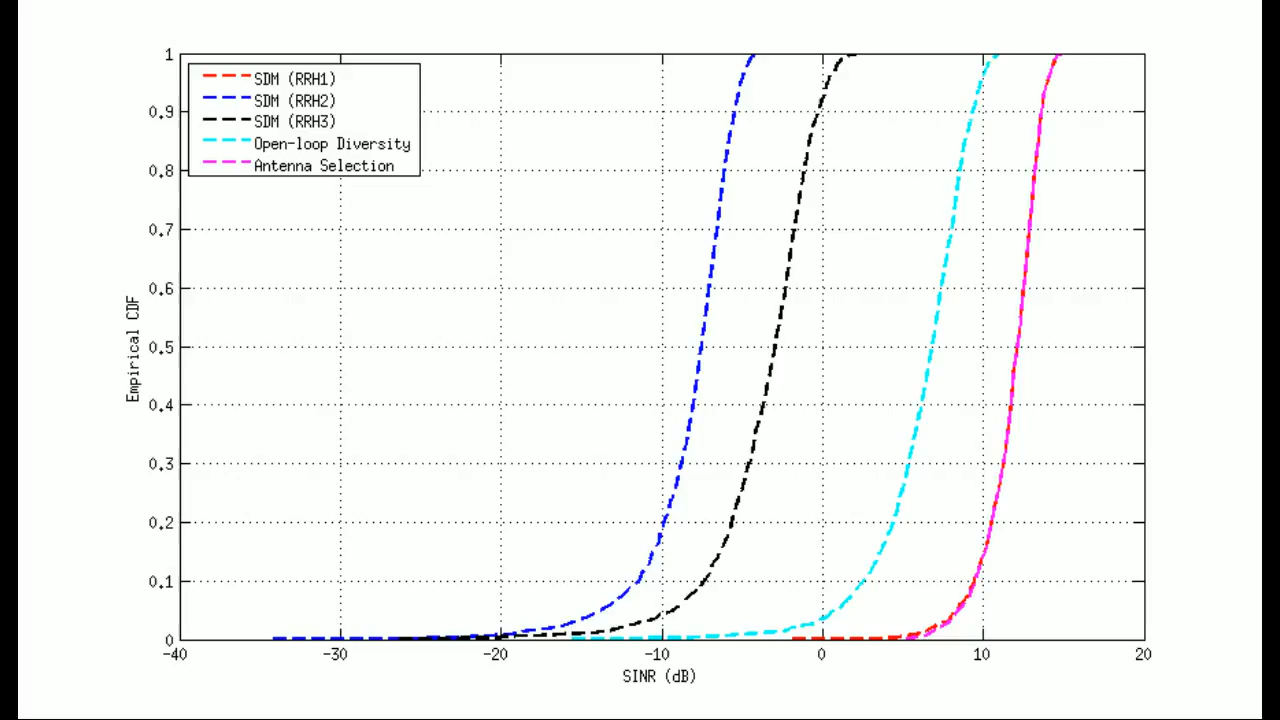 1
0.9
0.8
0.7
0.6
0.5
0.4
0.3
0.2
0.1
0
Empirical CDF
SDM (RRH1)
SDM (RRH2)
SDM (RRH3)
Open-loop Diversity
Antenna Selection
-40 -30 -20 -10 0 10 20
SINR (dB)